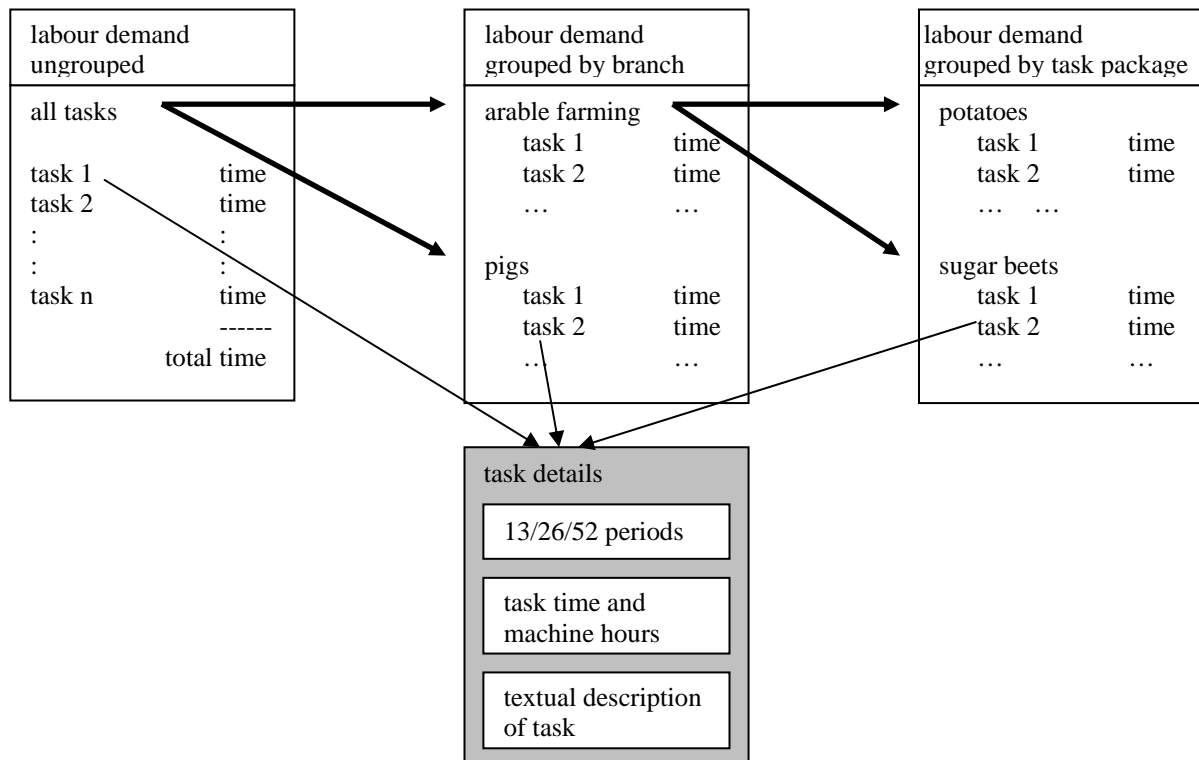 labour demand
ungrouped
all tasks
task 1 time
task 2 time
: :
: :
task n time
------
total time
labour demand
grouped by branch
arable farming
task 1 time
task 2 time
… …
pigs
task 1 time
task 2 time
… …
labour demand
grouped by task package
potatoes
task 1 time
task 2 time
… …
sugar beets
task 1 time
task 2 time
… …
task details
13/26/52 periods
task time and
machine hours
textual description
of task